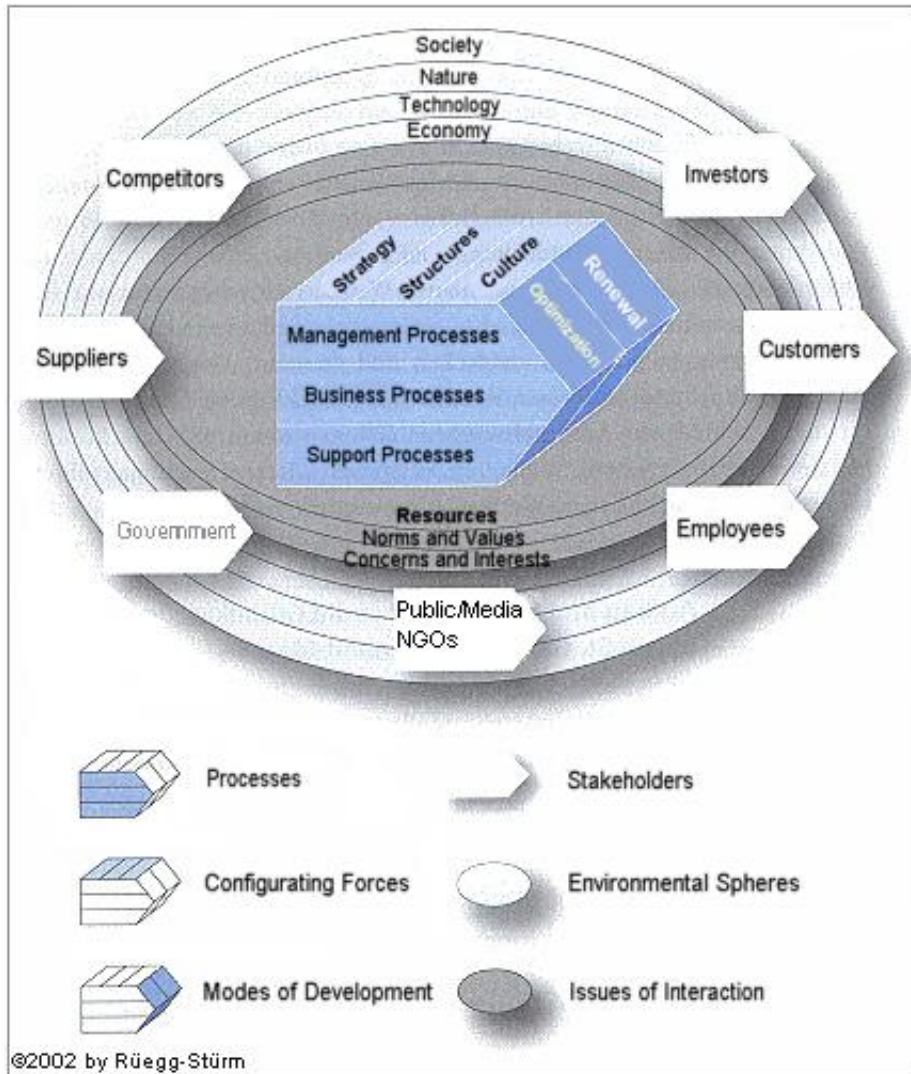 Society
Nature
Technology
Economy
Competitors
Investors
Strategy
Structures
Culture
Renewal
Optimization
Management Processes
Suppliers
Customers
Business Processes
Support Processes
Resources
Norms and Values
Concerns and Interests
Government
Employees
Public/Media
NGOs
Processes
Stakeholders
Configurating Forces
Environmental Spheres
Modes of Development
Issues of Interaction
©2002 by Rüegg-Stürm